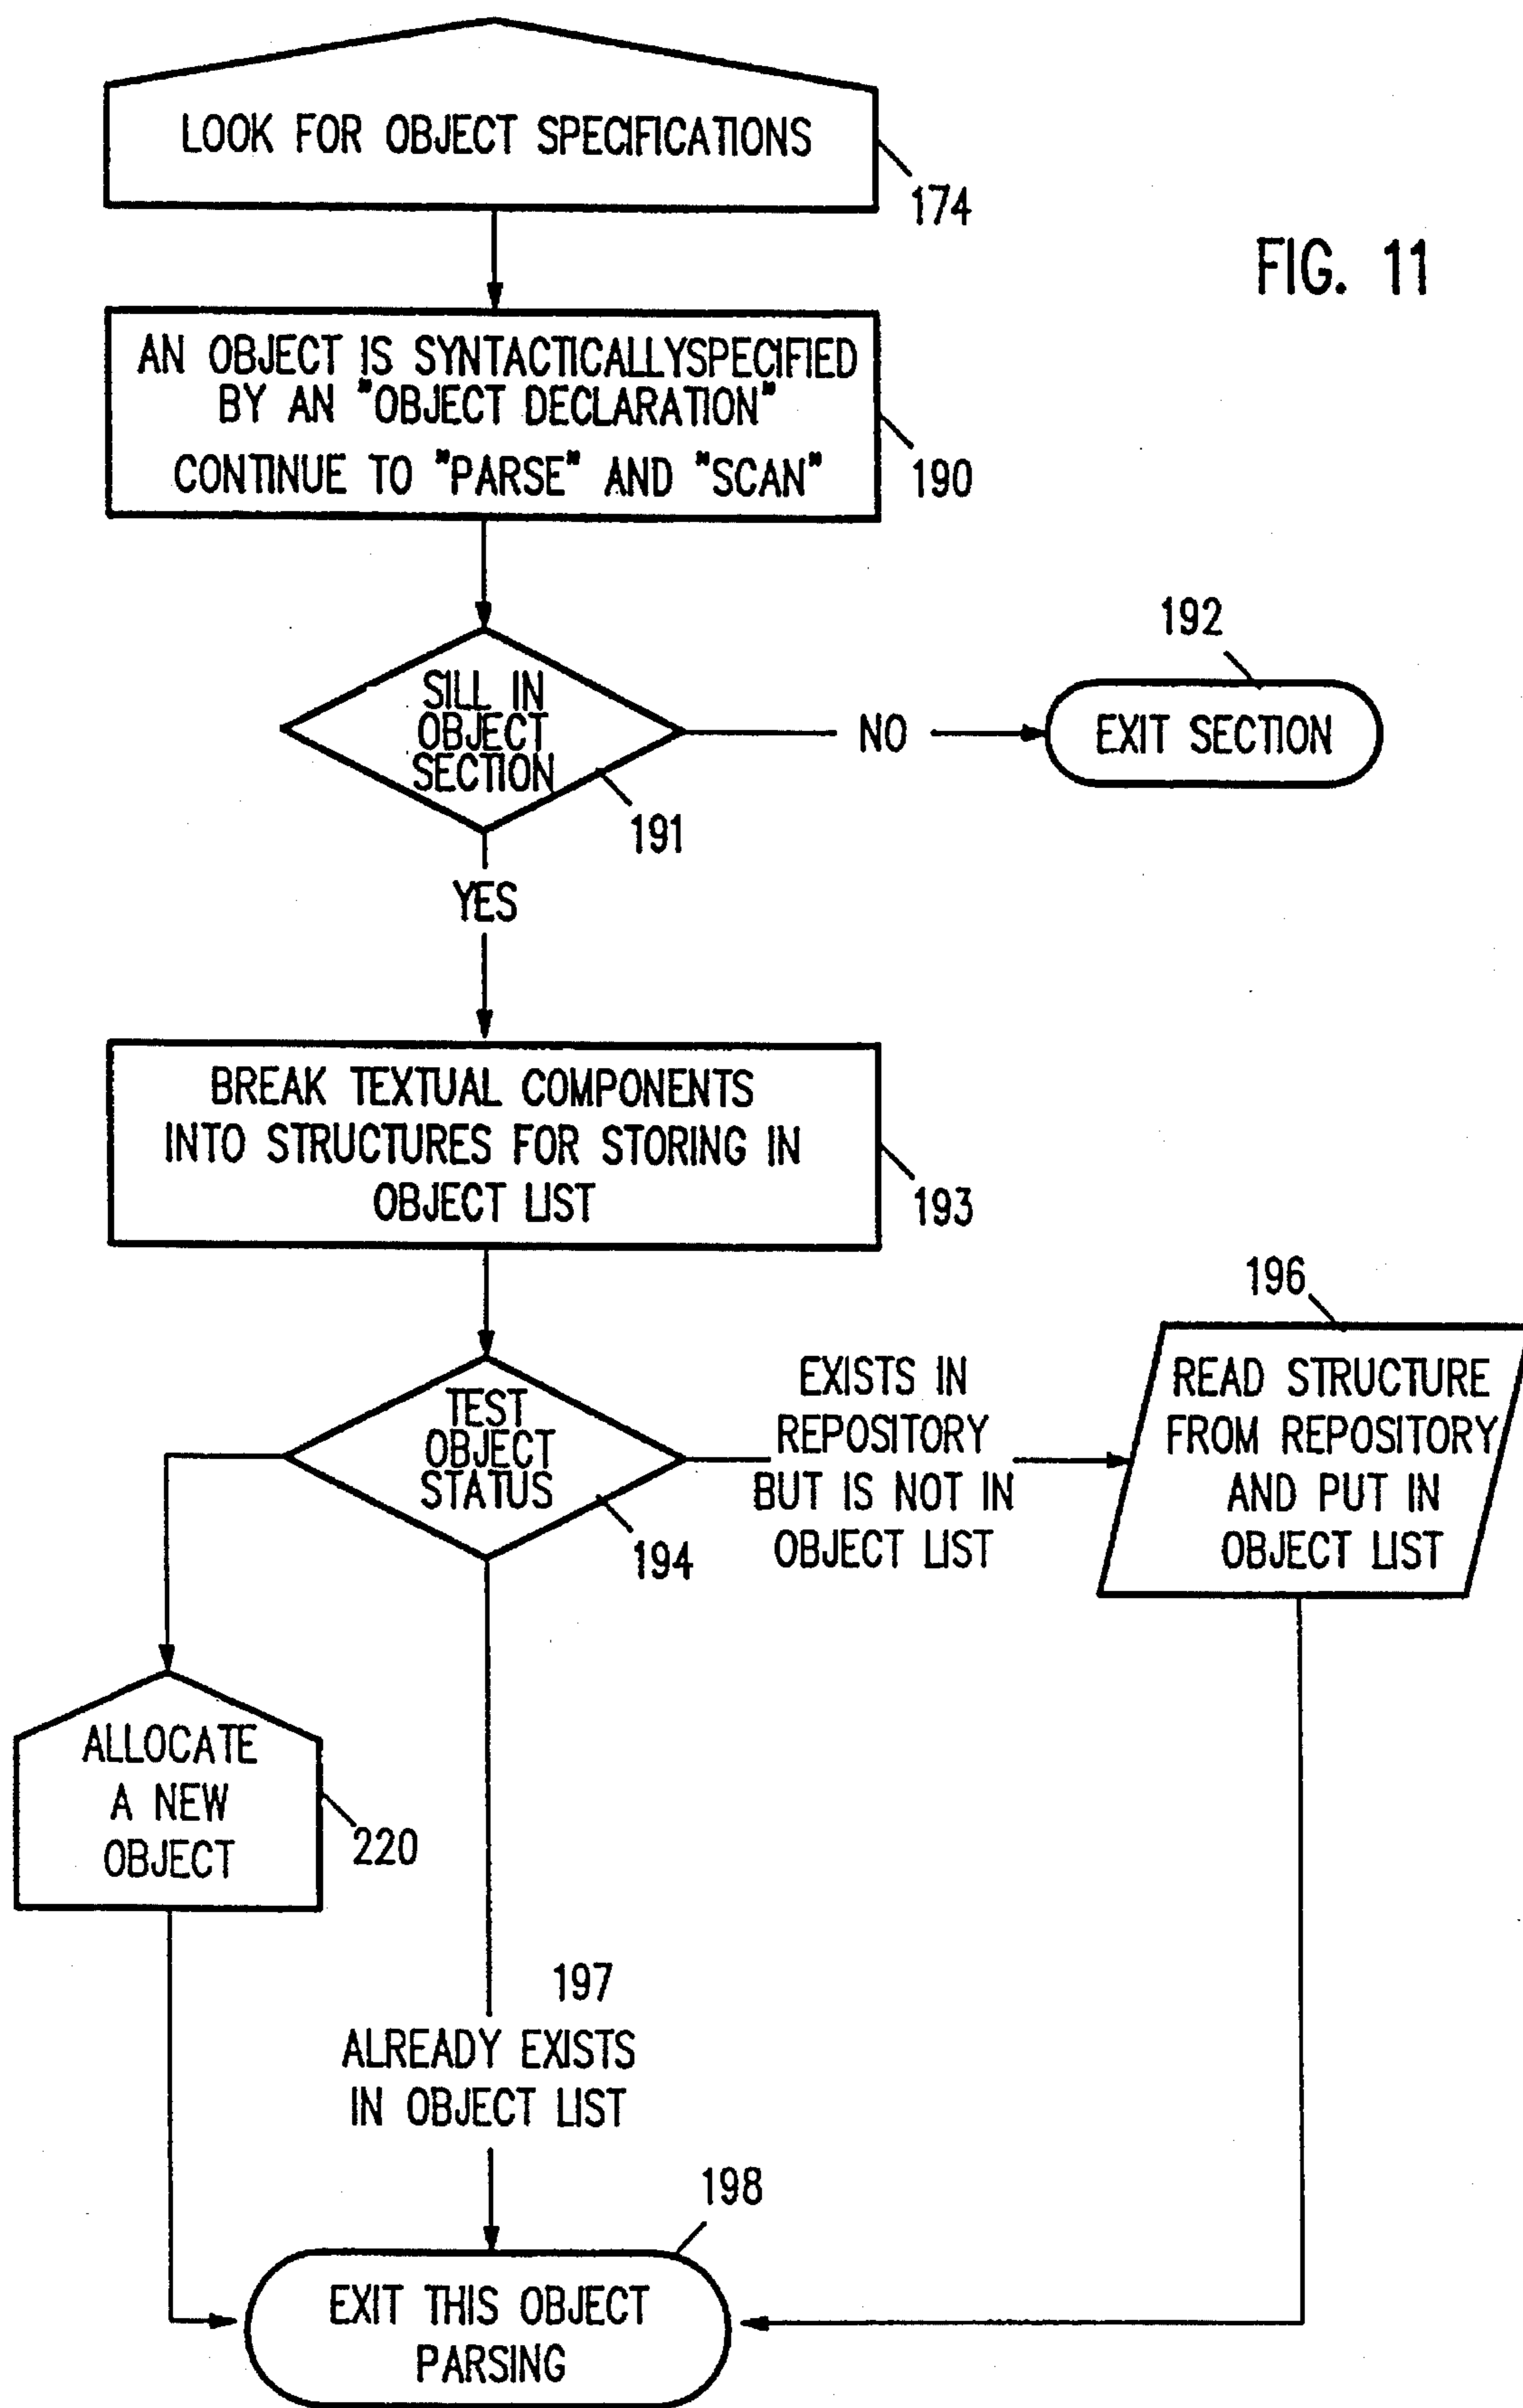 LOOK FOR OBJECT SPECIFICATIONS
174
FIG. 11
AN OBJECT IS SYNTACTICALLYSPECIFIED
BY AN "OBJECT DECLARATION"
CONTINUE TO "PARSE" AND "SCAN"
190
SILL IN
OBJECT
SECTION
191
NO
192
EXIT SECTION
YES
BREAK TEXTUAL COMPONENTS
INTO STRUCTURES FOR STORING IN
OBJECT LIST
193
TEST
OBJECT
STATUS
194
EXISTS IN
REPOSITORY
BUT IS NOT IN
OBJECT LIST
196
READ STRUCTURE
FROM REPOSITORY
AND PUT IN
OBJECT LIST
ALLOCATE
A NEW
OBJECT
220
197
ALREADY EXISTS
IN OBJECT LIST
198
EXIT THIS OBJECT
PARSING